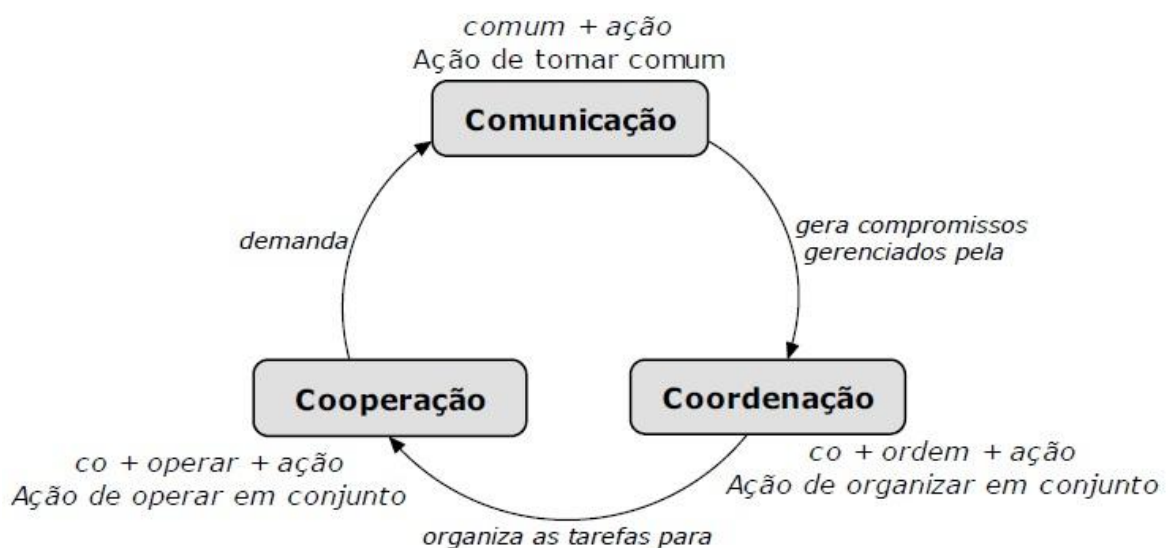 comum + ação
Ação de tornar comum
Comunicação
demanda
gera compromissos
gerenciados pela
Cooperação
Coordenação
co + operar + ação
Ação de operar em conjunto
co + ordem + ação
Ação de organizar em conjunto
organiza as tarefas para